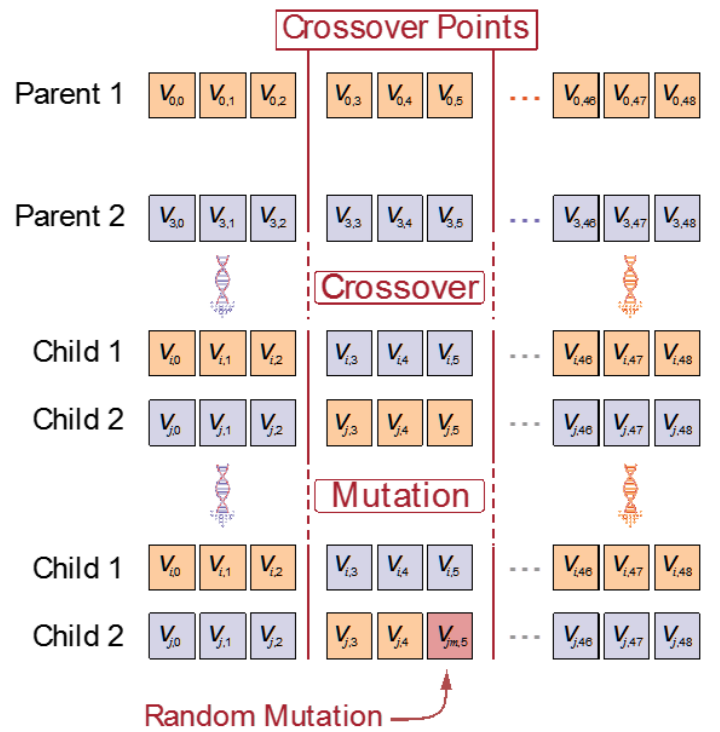 Crossover Points
Parent 1 V0,0 V0,1 V0,2 V0,3 V0,4 V0,5 ... V0,46 V0,47 V0,48
Parent 2 V3,0 V3,1 V3,2 V3,3 V3,4 V3,5 ... V3,46 V3,47 V3,48
Crossover
Child 1 Vi,0 Vi,1 Vi,2 Vi,3 Vi,4 Vi,5 ... Vi,46 Vi,47 Vi,48
Child 2 Vj,0 Vj,1 Vj,2 Vj,3 Vj,4 Vj,5 ... Vj,46 Vj,47 Vj,48
Mutation
Child 1 Vi,0 Vi,1 Vi,2 Vi,3 Vi,4 Vi,5 ... Vi,46 Vi,47 Vi,48
Child 2 Vj,0 Vj,1 Vj,2 Vj,3 Vj,4 Vjm,5 ... Vj,46 Vj,47 Vj,48
Random Mutation